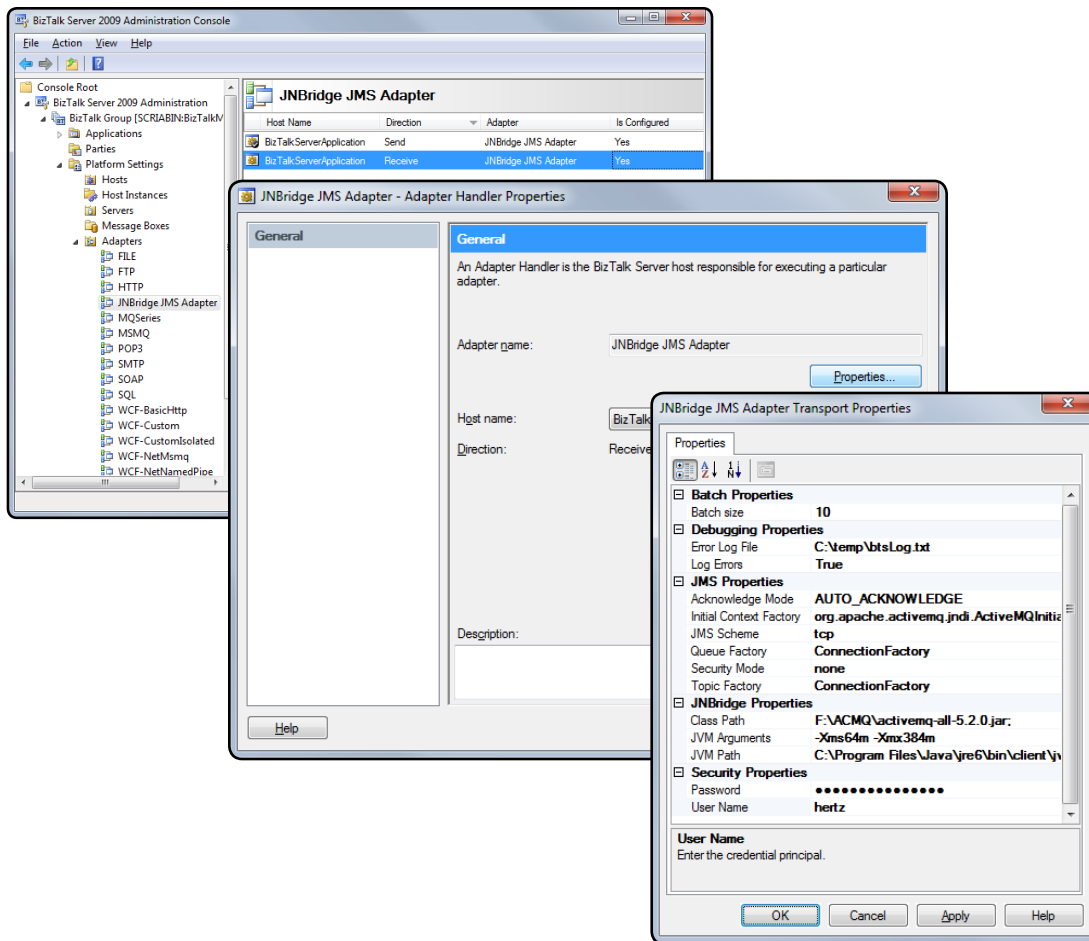 BizTalk Server 2009 Administration Console
File Action View Help
Console Root
BizTalk Server 2009 Administration
BizTalk Group [SCRIABIN:BizTalkM
Applications
Parties
Platform Settings
Hosts
Host Instances
Servers
Message Boxes
Adapters
FILE
FTP
HTTP
JNBridge JMS Adapter
MQSeries
MSMQ
POP3
SMTP
SOAP
SQL
WCF-BasicHttp
WCF-Custom
WCF-CustomIsolated
WCF-NetMsmq
WCF-NetNamedPipe
JNBridge JMS Adapter
Host Name Direction Adapter Is Configured
BizTalkServerApplication Send JNBridge JMS Adapter Yes
BizTalkServerApplication Receive JNBridge JMS Adapter Yes
JNBridge JMS Adapter - Adapter Handler Properties
General
General
An Adapter Handler is the BizTalk Server host responsible for executing a particular
adapter.
Adapter name: JNBridge JMS Adapter
Properties...
Host name: BizTalk
Direction: Receive
Description:
Help
JNBridge JMS Adapter Transport Properties
Properties
Batch Properties
Batch size 10
Debugging Properties
Error Log File C:\temp\btsLog.txt
Log Errors True
JMS Properties
Acknowledge Mode AUTO_ACKNOWLEDGE
Initial Context Factory org.apache.activemq.jndi.ActiveMQInitia
JMS Scheme tcp
Queue Factory ConnectionFactory
Security Mode none
Topic Factory ConnectionFactory
JNBridge Properties
Class Path F:\ACMQ\activemq-all-5.2.0.jar;
JVM Arguments -Xms64m -Xmx384m
JVM Path C:\Program Files\Java\jre6\bin\client\jv
Security Properties
Password ●●●●●●●●●●●●●●●
User Name hertz
User Name
Enter the credential principal.
OK Cancel Apply Help